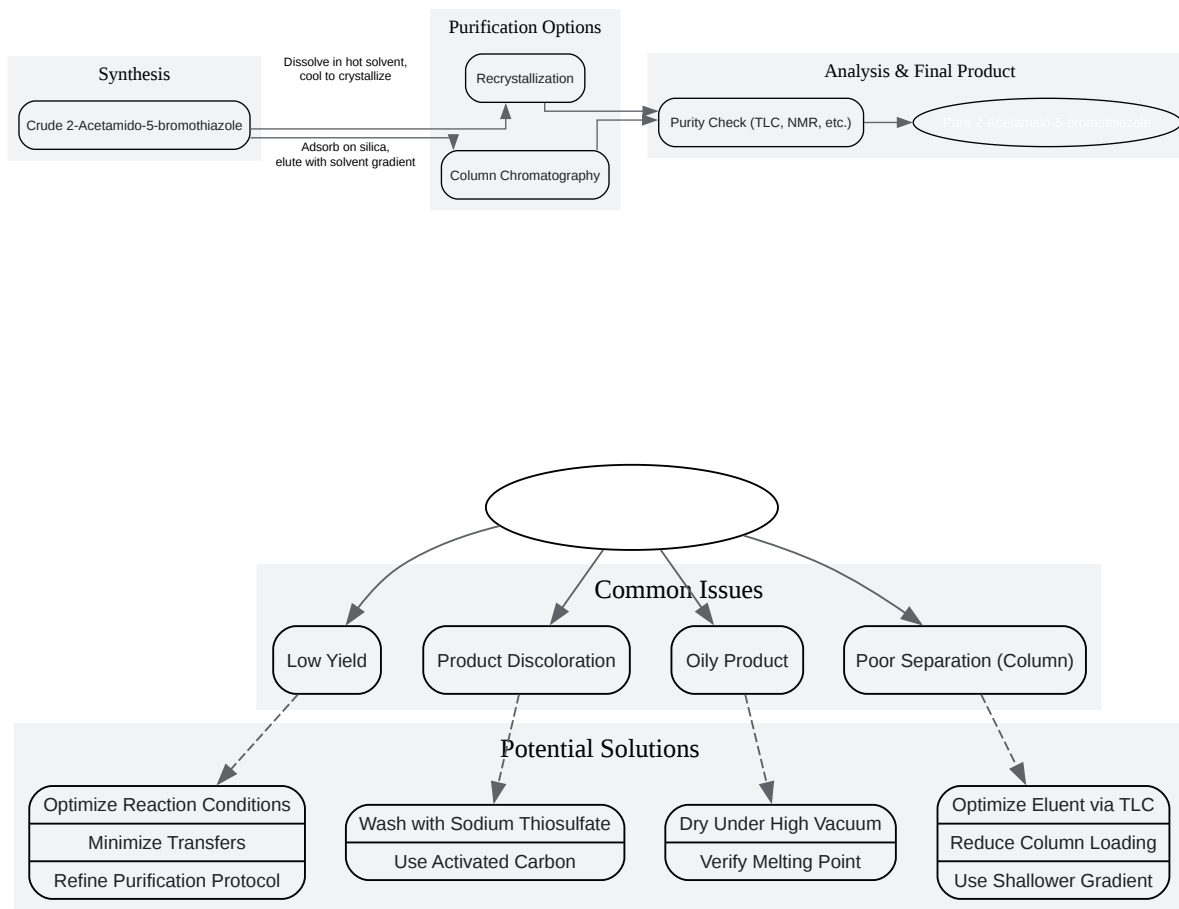 Purification Options
Synthesis
Dissolve in hot solvent,
cool to crystallize
Recrystallization
Analysis & Final Product
Crude 2-Acetamido-5-bromothiazole
Adsorb on silica,
elute with solvent gradient
Column Chromatography
Purity Check (TLC, NMR, etc.)
Pure 2-Acetamido-5-bromothiazole
Common Issues
Low Yield
Product Discoloration
Oily Product
Poor Separation (Column)
Potential Solutions
Optimize Reaction Conditions
Minimize Transfers
Refine Purification Protocol
Wash with Sodium Thiosulfate
Use Activated Carbon
Dry Under High Vacuum
Verify Melting Point
Optimize Eluent via TLC
Reduce Column Loading
Use Shallower Gradient